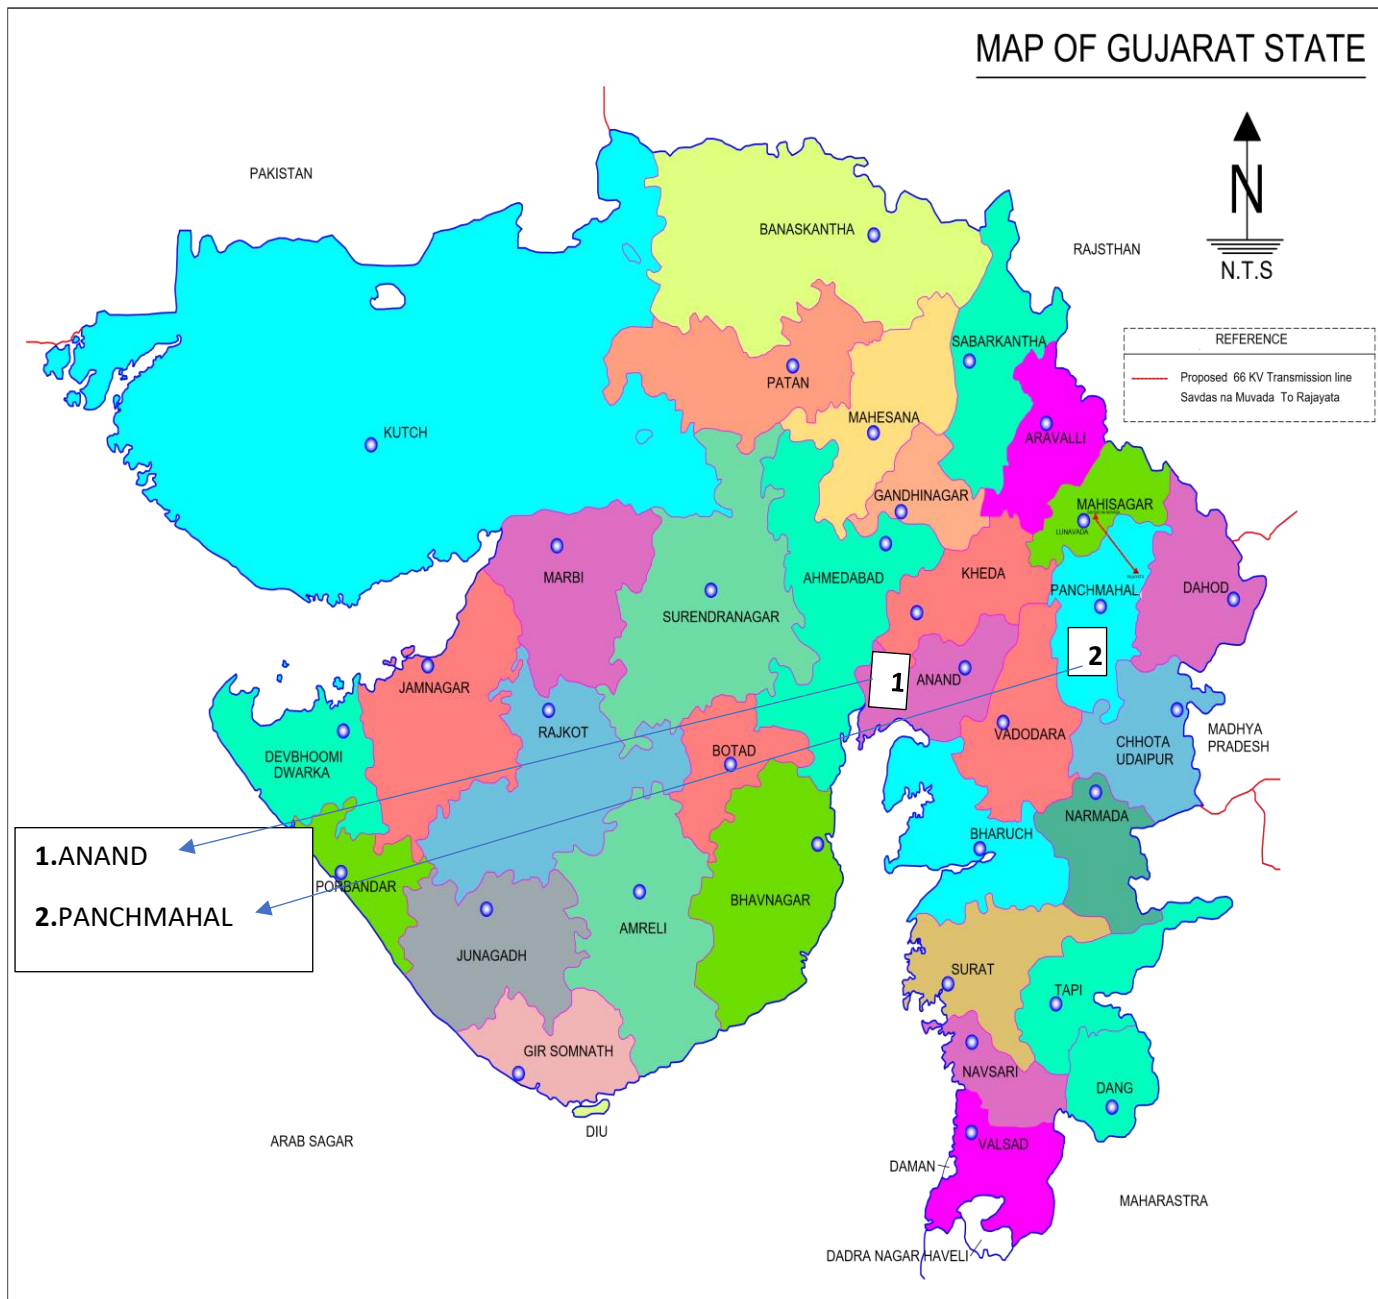 MAP OF GUJARAT STATE
N
N.T.S
PAKISTAN
BANASKANTHA
RAJSTHAN
REFERENCE
Proposed 66 KV Transmission line
Savdas na Muvada To Rajayata
SABARKANTHA
PATAN
MAHESANA
KUTCH
ARAVALLI
GANDHINAGAR
MAHISAGAR
LUNAVADA
MARBI
AHMEDABAD
KHEDA
PANCHMAHAL
DAHOD
SURENDRANAGAR
2
1
ANAND
JAMNAGAR
RAJKOT
BOTAD
VADODARA
CHHOTA
UDAIPUR
MADHYA
PRADESH
DEVBHOOMI
DWARKA
NARMADA
BHARUCH
1.ANAND
PORBANDAR
2.PANCHMAHAL
BHAVNAGAR
AMRELI
JUNAGADH
SURAT
TAPI
GIR SOMNATH
NAVSARI
DANG
DIU
ARAB SAGAR
VALSAD
DAMAN
MAHARASTRA
DADRA NAGAR HAVELI